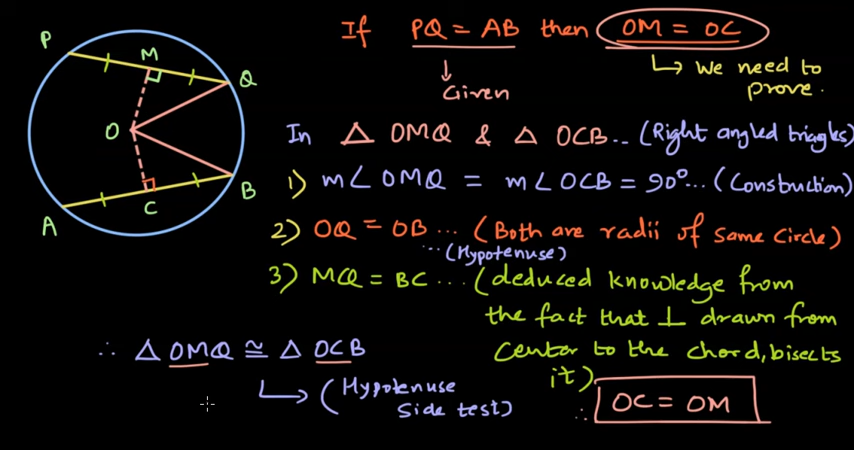 If PQ = AB then OM = OC
Given
We need to
prove.
P
M
Q
O
B
C
A
In △ OMQ & △ OCB.. (Right angled triangles)
1) m∠ OMQ = m∠ OCB = 90°... (Construction)
2) OQ = OB ... (Both are radii of same circle)
... (Hypotenuse)
3) MQ = BC ... (deduced knowledge from
the fact that ⊥ drawn from
center to the chord, bisects
it)
∴ △ OMQ ≅ △ OCB
(Hypotenuse
side test)
∴ OC = OM